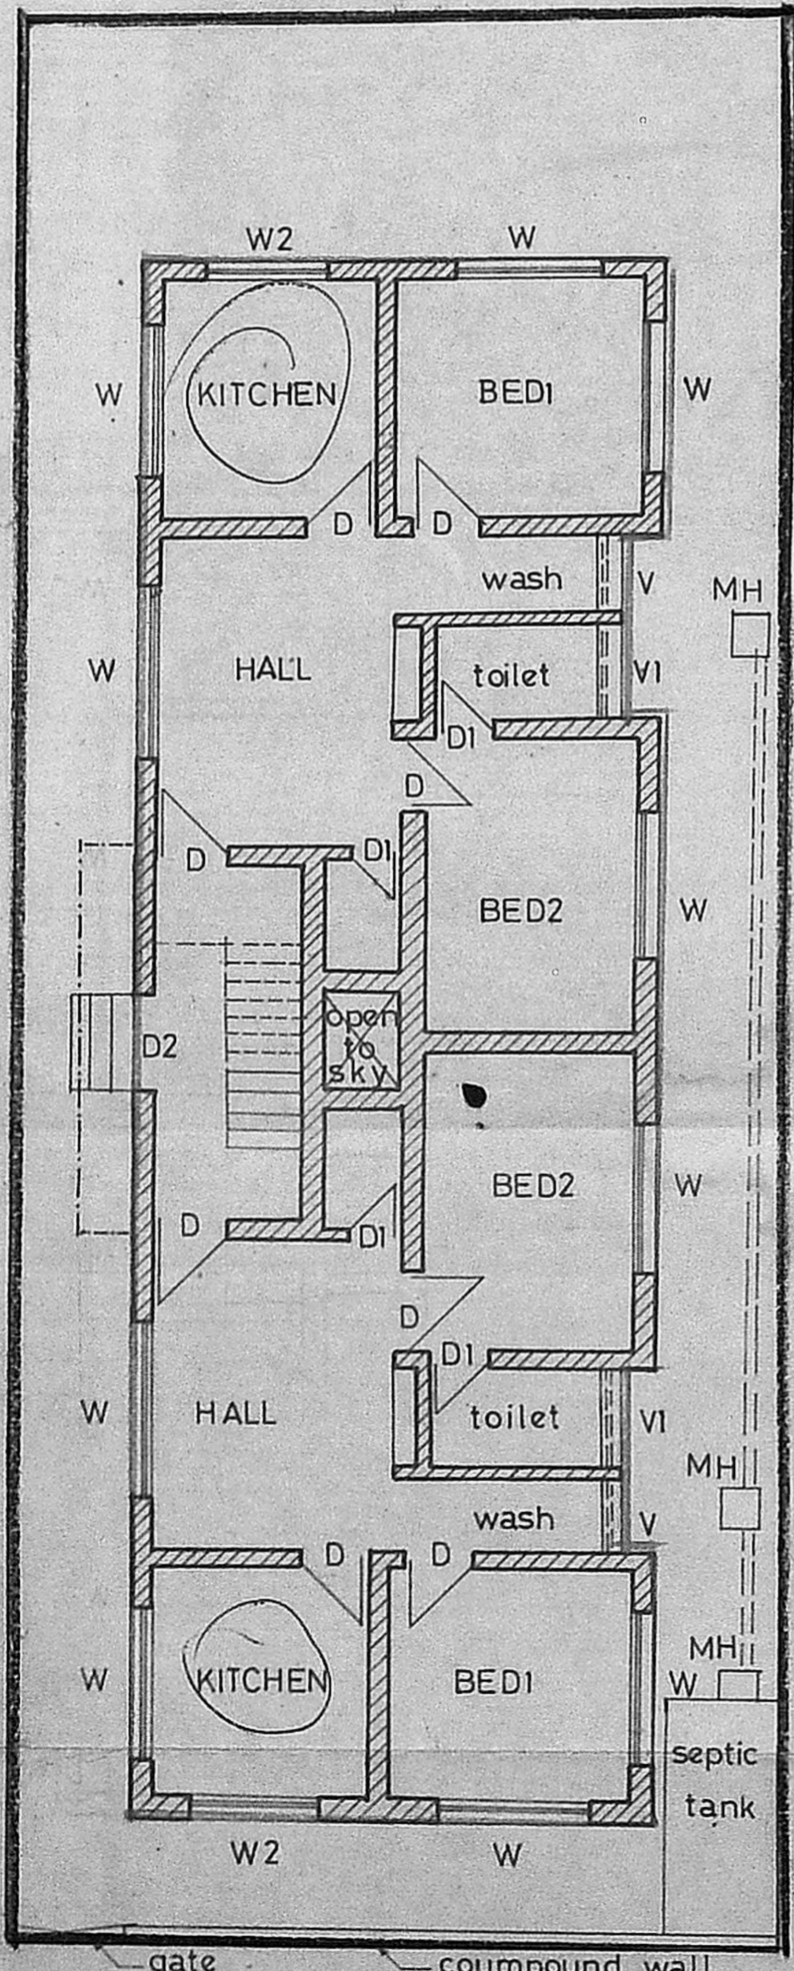 W2 W
W KITCHEN BED1 W
D D
wash V MH
W HALL toilet V1
D1
D
D D1
BED2 W
open
D2 to
sky
BED2 W
D D1
D
D1
W HALL toilet V1
MH
wash V
D D
MH
W KITCHEN BED1 W
septic
tank
W2 W
gate coumpound wall